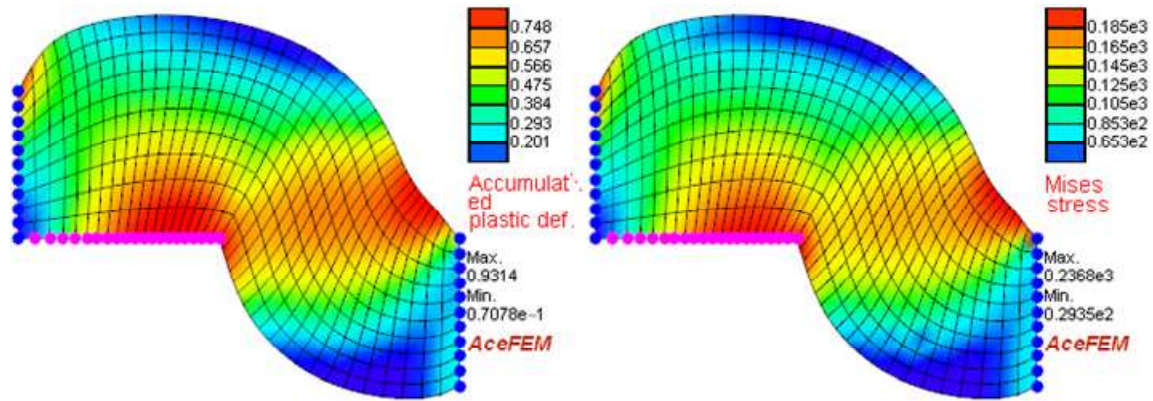 0.748
0.657
0.566
0.475
0.384
0.293
0.201
Accumulat
ed
plastic def.
Max.
0.9314
Min.
0.7078e-1
AceFEM
0.185e3
0.165e3
0.145e3
0.125e3
0.105e3
0.853e2
0.653e2
Mises
stress
Max.
0.2368e3
Min.
0.2935e2
AceFEM